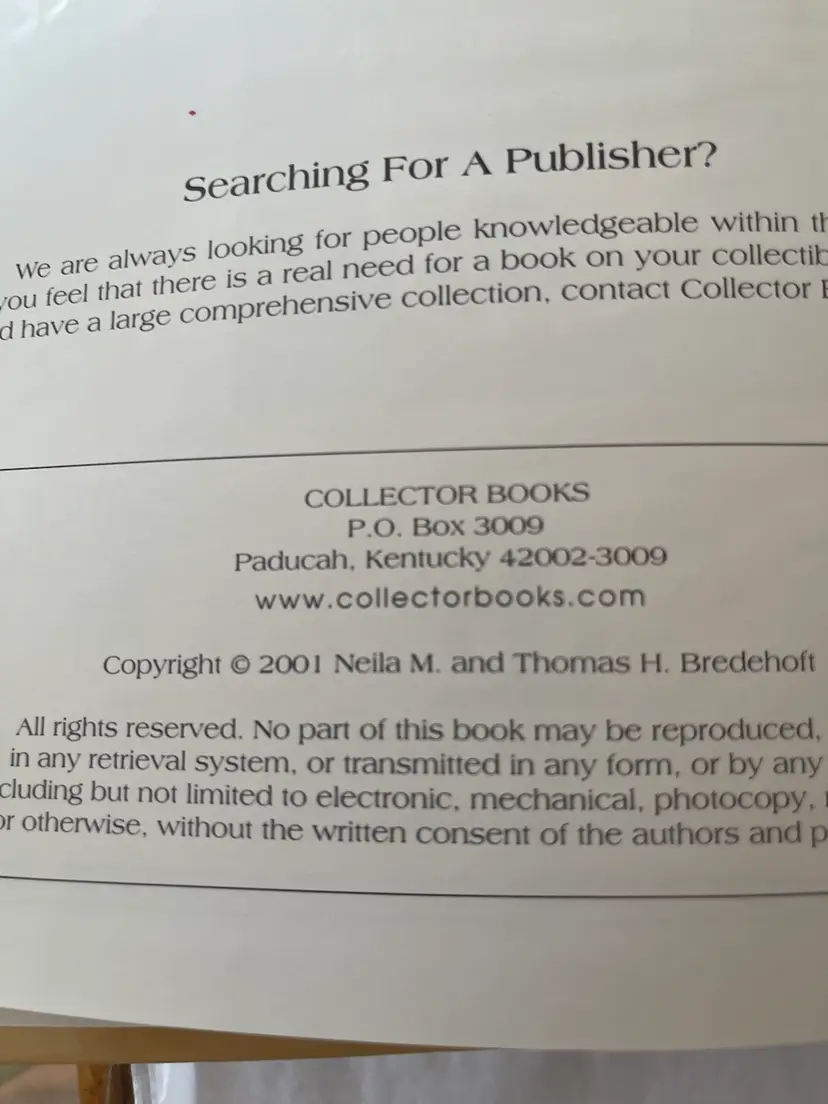 Searching For A Publisher?
We are always looking for people knowledgeable within th
you feel that there is a real need for a book on your collectib
d have a large comprehensive collection, contact Collector B
COLLECTOR BOOKS
P.O. Box 3009
Paducah, Kentucky 42002-3009
www.collectorbooks.com
Copyright © 2001 Neila M. and Thomas H. Bredehoft
All rights reserved. No part of this book may be reproduced,
in any retrieval system, or transmitted in any form, or by any
cluding but not limited to electronic, mechanical, photocopy,
or otherwise, without the written consent of the authors and p